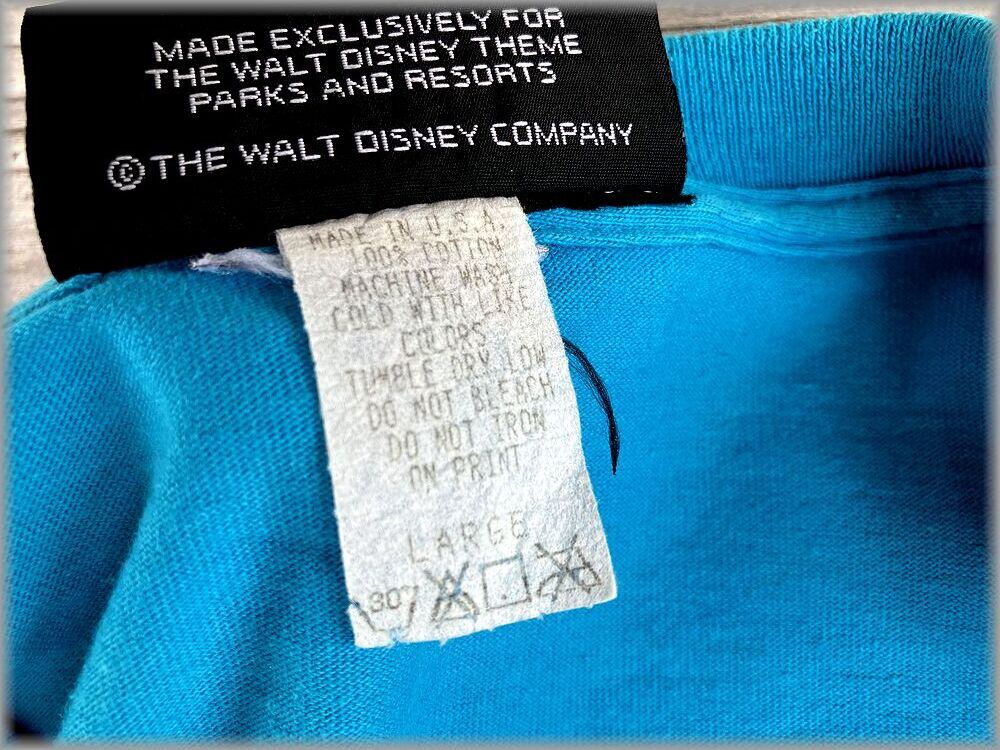 MADE EXCLUSIVELY FOR
THE WALT DISNEY THEME
PARKS AND RESORTS
© THE WALT DISNEY COMPANY
MADE IN U.S.A.
100% COTTON
MACHINE WASH
COLD WITH LIKE
COLORS
TUMPLE DRY LOW
DO NOT BLEACH
DO NOT IRON
ON PRINT
LARGE
30